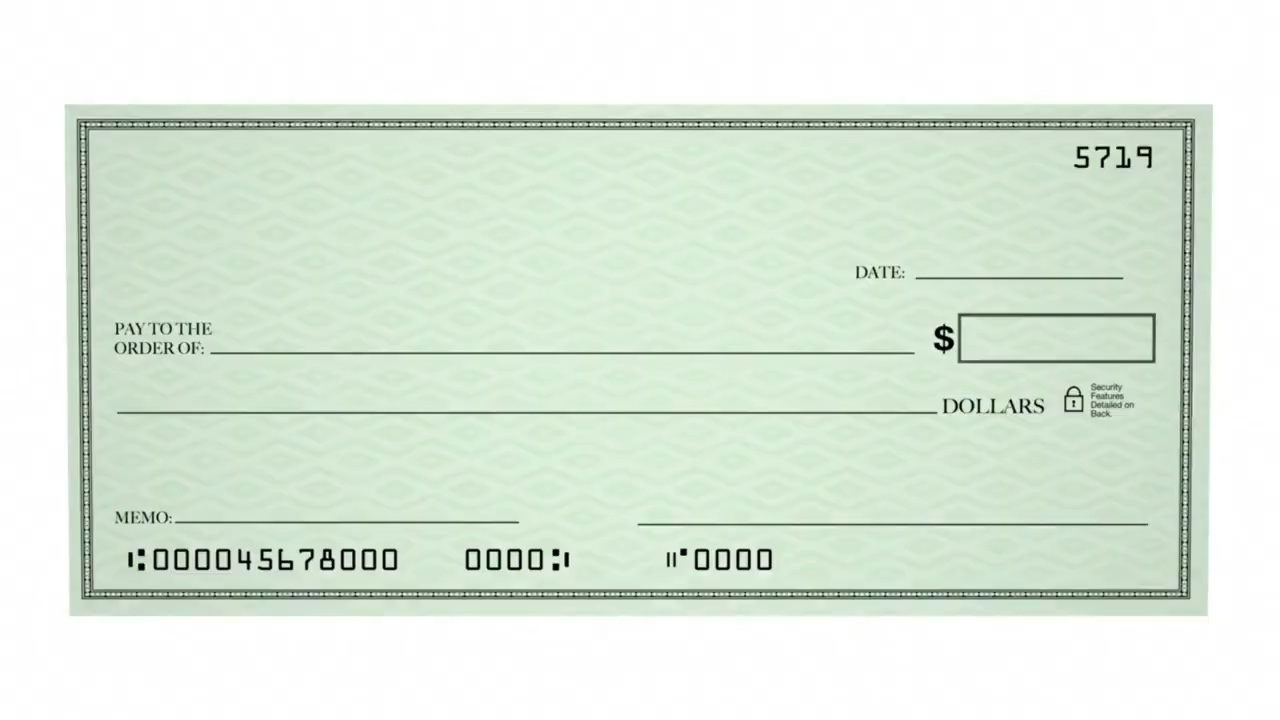 5719
DATE:
PAY TO THE
ORDER OF:
$
DOLLARS
Security
Features
Detailed on
Back.
MEMO:
⑆000045678000 0000⑆ ⑈0000